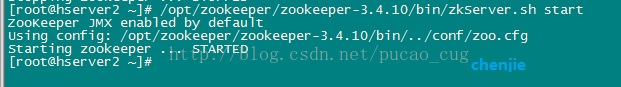 [root@hserver2 ~]# /opt/zookeeper/zookeeper-3.4.10/bin/zkServer.sh start
ZooKeeper JMX enabled by default
Using config: /opt/zookeeper/zookeeper-3.4.10/bin/../conf/zoo.cfg
Starting zookeeper ... STARTED
[root@hserver2 ~]#
http://blog.csdn.net/pucao_cug
chenjie